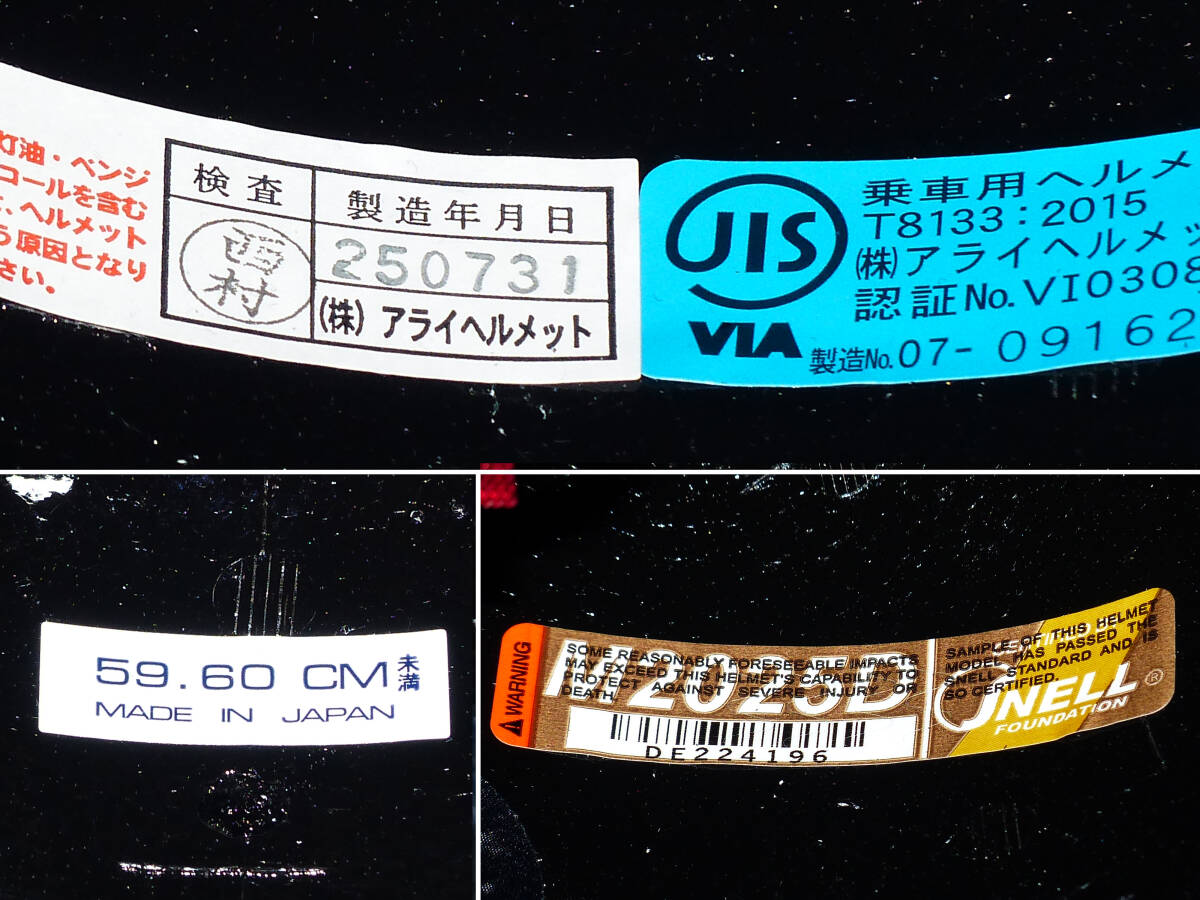 灯油・ベンジ
コールを含む
、ヘルメット
う原因となり
さい。
検査
西村
製造年月日
250731
(株) アライヘルメット
JIS
VIA
乗車用ヘルメ
T8133:2015
(株)アライヘルメッ
認証No.VI0308
製造No.07-09162
59.60 CM 未満
MADE IN JAPAN
WARNING
SOME REASONABLY FORESEEABLE IMPACTS
MAY EXCEED THIS HELMET'S CAPABILITY TO
PROTECT AGAINST SEVERE INJURY OR
DEATH.
DE224196
SAMPLE OF THIS HELMET
MODEL HAS PASSED THE
SNELL STANDARD AND IS
SO CERTIFIED.
SNELL
FOUNDATION